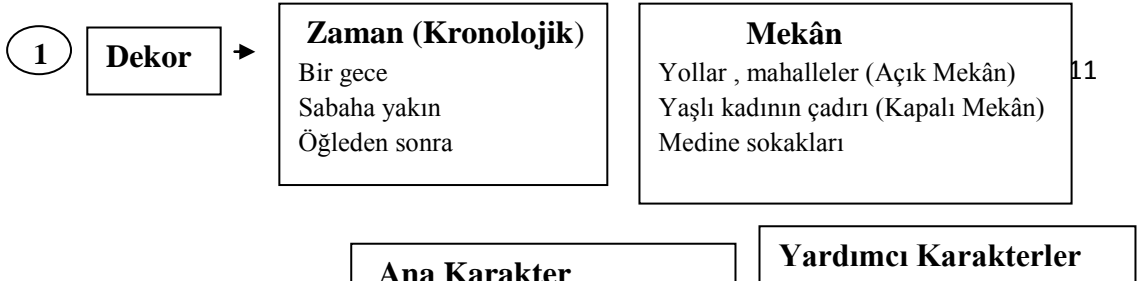 1
Dekor
Zaman (Kronolojik)
Bir gece
Sabaha yakın
Öğleden sonra
Mekân
Yollar , mahalleler (Açık Mekân)
Yaşlı kadının çadırı (Kapalı Mekân)
Medine sokakları
11
Ana Karakter
Yardımcı Karakterler